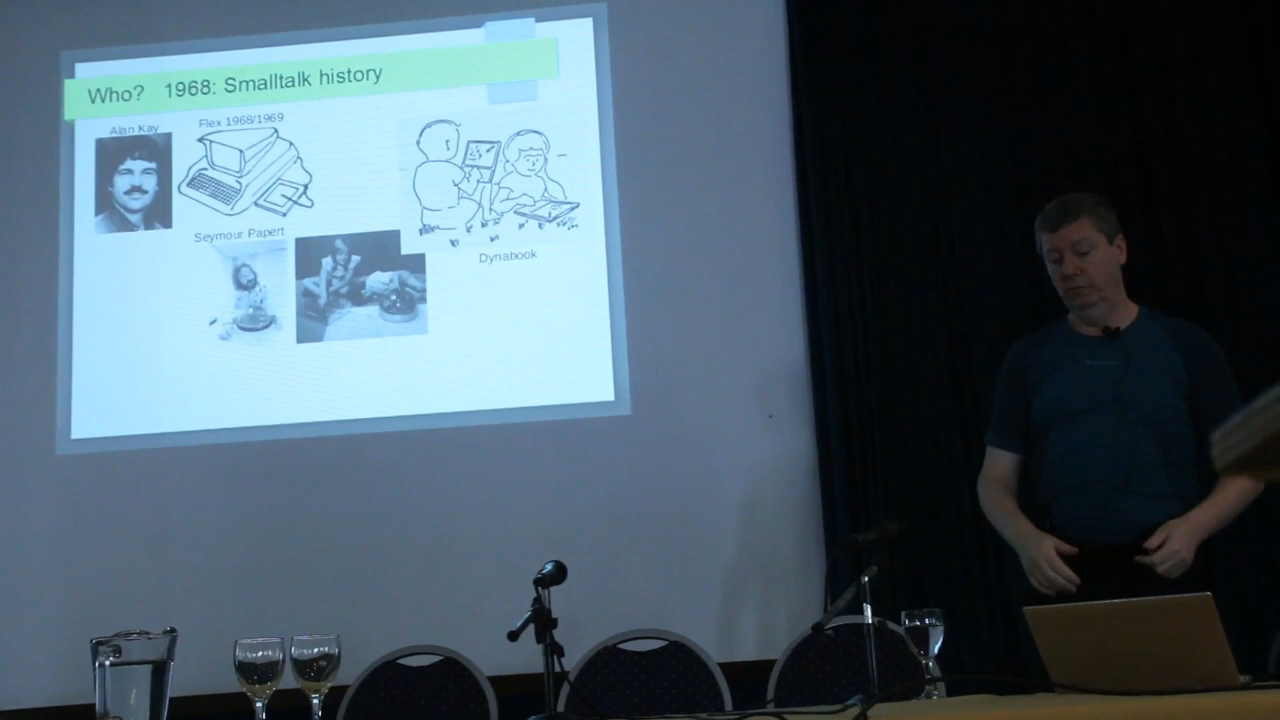 Who? 1968: Smalltalk history
Alan Kay
Flex 1968/1969
Seymour Papert
Dynabook